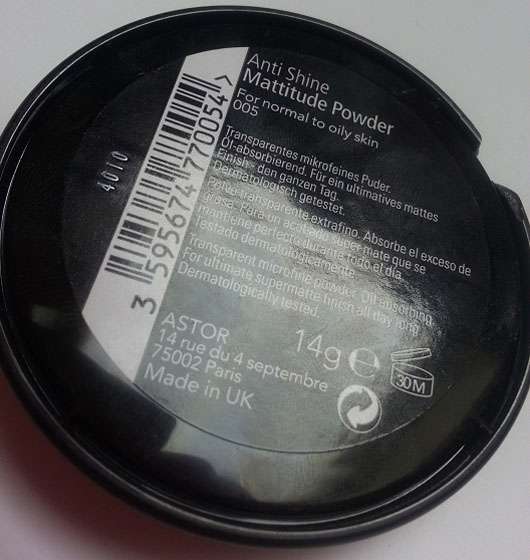 Anti Shine
Mattitude Powder
For normal to oily skin
005
Transparentes mikrofeines Puder.
Öl-absorbierend. Für ein ultimatives mattes
Finish - den ganzen Tag.
Dermatologisch getestet.
Polvo transparente extrafino. Absorbe el exceso de
grasa. Para un acabado super-mate que se
mantiene perfecto durante todo el día.
Testado dermatológicamente.
Transparent microfine powder. Oil absorbing.
For ultimate supermatte finish all day long.
Dermatologically tested.
ASTOR
14 rue du 4 septembre
75002 Paris
Made in UK
14g e
30M
3 595674 770054 >
4010